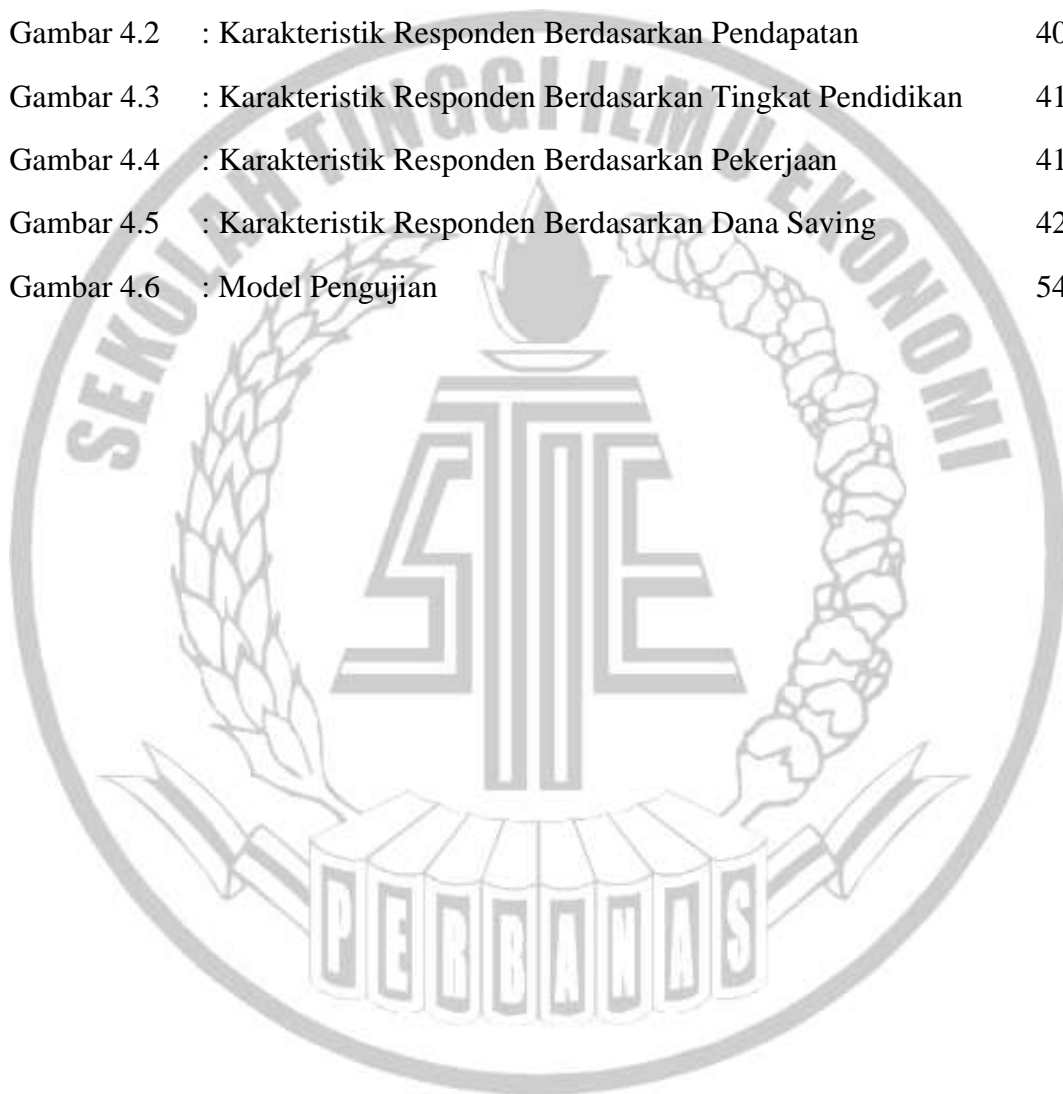 Gambar 4.2 : Karakteristik Responden Berdasarkan Pendapatan 40
Gambar 4.3 : Karakteristik Responden Berdasarkan Tingkat Pendidikan 41
Gambar 4.4 : Karakteristik Responden Berdasarkan Pekerjaan 41
Gambar 4.5 : Karakteristik Responden Berdasarkan Dana Saving 42
Gambar 4.6 : Model Pengujian 54
SEKOLAH TINGGI ILMU EKONOMI
STIE
PERBANAS